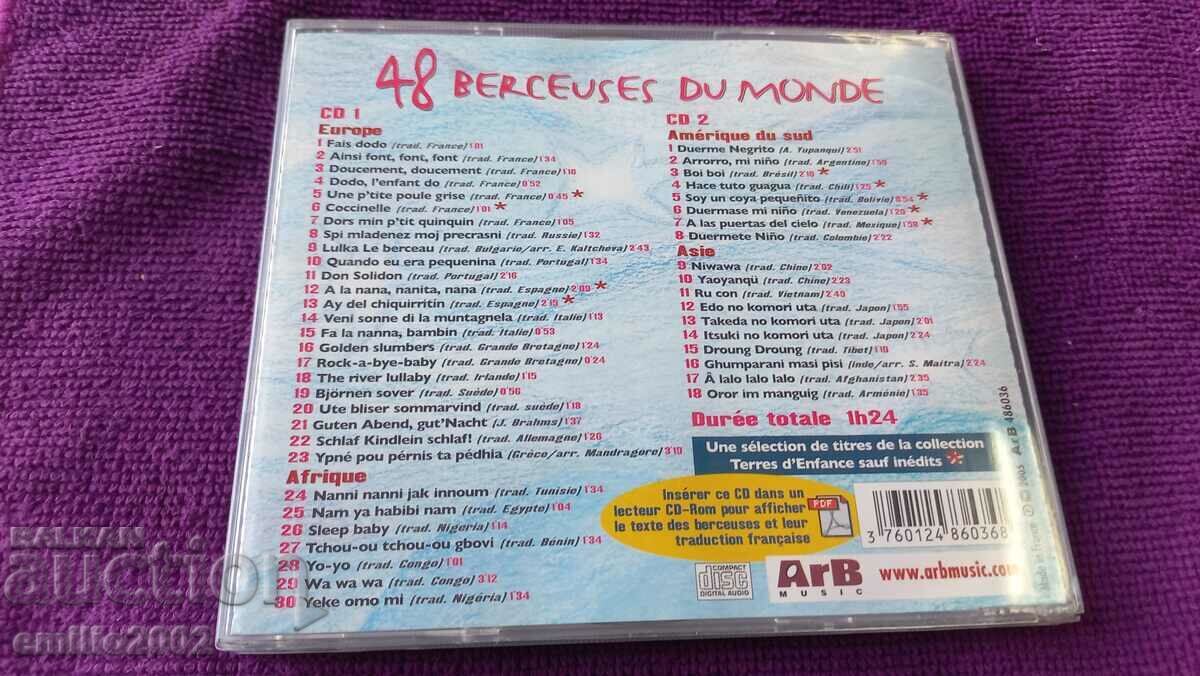 48 BERCEUSES DU MONDE
CD 1
Europe
1 Fais dodo (trad. France) 1'01
2 Ainsi font, font, font (trad. France) 1'34
3 Doucement, doucement (trad. France) 1'10
4 Dodo, l'enfant do (trad. France) 0'52
5 Une p'tite poule grise (trad. France) 0'45 *
6 Coccinelle (trad. France) 1'01 *
7 Dors min p'tit quinquin (trad. France) 1'05
8 Spi mladenez moj precrasni (trad. Russie) 1'32
9 Lulka Le berceau (trad. Bulgarie/arr. E. Kaltcheva) 2'43
10 Quando eu era pequenina (trad. Portugal) 1'34
11 Don Solidon (trad. Portugal) 2'16
12 A la nana, nanita, nana (trad. Espagne) 2'09 *
13 Ay del chiquirritín (trad. Espagne) 2'15 *
14 Veni sonne di la muntagnela (trad. Italie) 1'13
15 Fa la nanna, bambin (trad. Italie) 0'53
16 Golden slumbers (trad. Grande Bretagne) 1'24
17 Rock-a-bye-baby (trad. Grande Bretagne) 0'24
18 The river lullaby (trad. Irlande) 1'15
19 Björnen sover (trad. Suède) 0'56
20 Ute bliser sommarvind (trad. suède) 1'18
21 Guten Abend, gut'Nacht (J. Brahms) 1'37
22 Schlaf Kindlein schlaf! (trad. Allemagne) 1'26
23 Ypné pou pérnis ta pédhia (Grèce/arr. Mandragore) 3'19
Afrique
24 Nanni nanni jak innoum (trad. Tunisie) 1'34
25 Nam ya habibi nam (trad. Egypte) 1'04
26 Sleep baby (trad. Nigéria) 1'14
27 Tchou-ou tchou-ou gbovi (trad. Bénin) 1'34
28 Yo-yo (trad. Congo) 1'01
29 Wa wa wa (trad. Congo) 3'12
30 Yeke omo mi (trad. Nigéria) 1'34
CD 2
Amérique du sud
1 Duerme Negrito (A. Yupanqui) 2'51
2 Arrorro, mi niño (trad. Argentine) 1'50
3 Boi boi (trad. Brésil) 2'10 *
4 Hace tuto guagua (trad. Chili) 1'25 *
5 Soy un coya pequeñito (trad. Bolivie) 0'54 *
6 Duermase mi niño (trad. Venezuela) 1'20 *
7 A las puertas del cielo (trad. Mexique) 1'58 *
8 Duermete Niño (trad. Colombie) 2'22
Asie
9 Niwawa (trad. Chine) 2'02
10 Yaoyanqü (trad. Chine) 2'23
11 Ru con (trad. Vietnam) 2'40
12 Edo no komori uta (trad. Japon) 1'55
13 Takeda no komori uta (trad. Japon) 2'01
14 Itsuki no komori uta (trad. Japon) 2'24
15 Droung Droung (trad. Tibet) 1'10
16 Ghumparani masi pisi (Inde/arr. S. Maitra) 2'24
17 Â lalo lalo lalo (trad. Afghanistan) 2'35
18 Oror im manguig (trad. Arménie) 1'35
Durée totale 1h24
Une sélection de titres de la collection
Terres d'Enfance sauf inédits *
Insérer ce CD dans un
lecteur CD-Rom pour afficher
le texte des berceuses et leur
traduction française
PDF
3 760124 860368
COMPACT
disc
DIGITAL AUDIO
ArB
MUSIC
www.arbmusic.com
Made in France
℗ © 2005 ArB 486036
BALKAN
auction
emilio2002